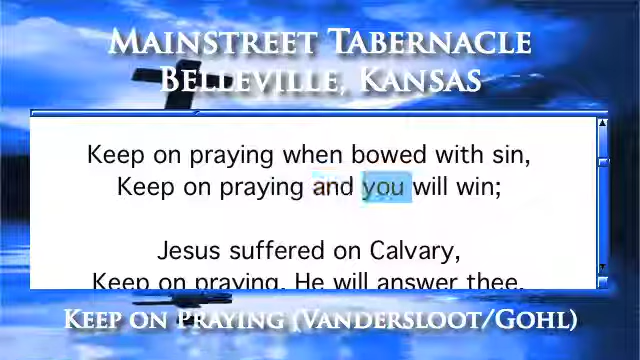 Mainstreet Tabernacle
Belleville, Kansas
Keep on praying when bowed with sin,
Keep on praying and you will win;
Jesus suffered on Calvary,
Keep on praying, He will answer thee.
Keep on Praying (Vandersloot/Gohl)